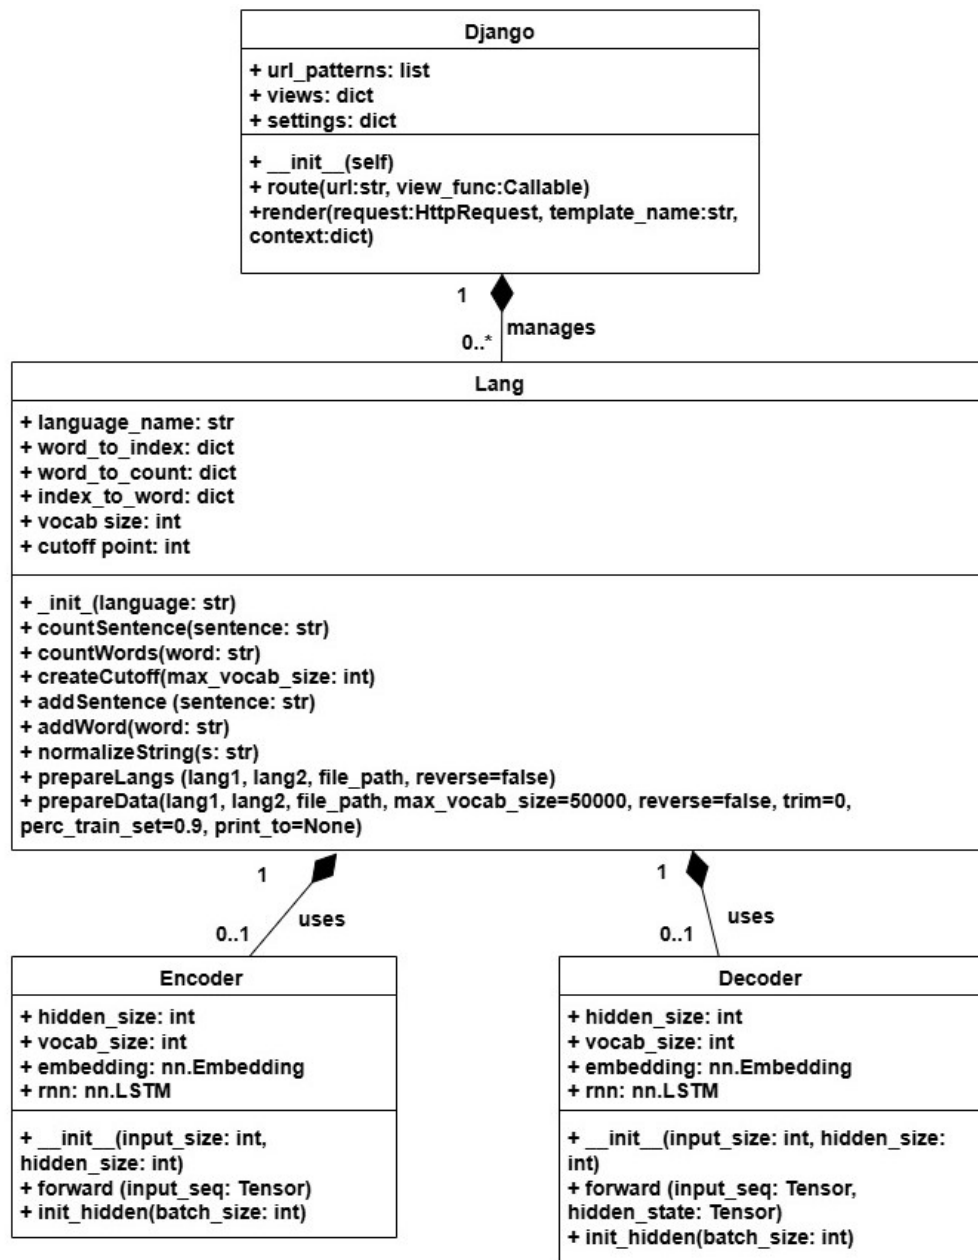 Django
+ url_patterns: list
+ views: dict
+ settings: dict
+ __init__(self)
+ route(url:str, view_func:Callable)
+render(request:HttpRequest, template_name:str,
context:dict)
1
manages
0..*
Lang
+ language_name: str
+ word_to_index: dict
+ word_to_count: dict
+ index_to_word: dict
+ vocab size: int
+ cutoff point: int
+ _init_(language: str)
+ countSentence(sentence: str)
+ countWords(word: str)
+ createCutoff(max_vocab_size: int)
+ addSentence (sentence: str)
+ addWord(word: str)
+ normalizeString(s: str)
+ prepareLangs (lang1, lang2, file_path, reverse=false)
+ prepareData(lang1, lang2, file_path, max_vocab_size=50000, reverse=false, trim=0,
perc_train_set=0.9, print_to=None)
1
uses
0..1
Encoder
+ hidden_size: int
+ vocab_size: int
+ embedding: nn.Embedding
+ rnn: nn.LSTM
+ __init__(input_size: int,
hidden_size: int)
+ forward (input_seq: Tensor)
+ init_hidden(batch_size: int)
1
uses
0..1
Decoder
+ hidden_size: int
+ vocab_size: int
+ embedding: nn.Embedding
+ rnn: nn.LSTM
+ __init__(input_size: int, hidden_size:
int)
+ forward (input_seq: Tensor,
hidden_state: Tensor)
+ init_hidden(batch_size: int)